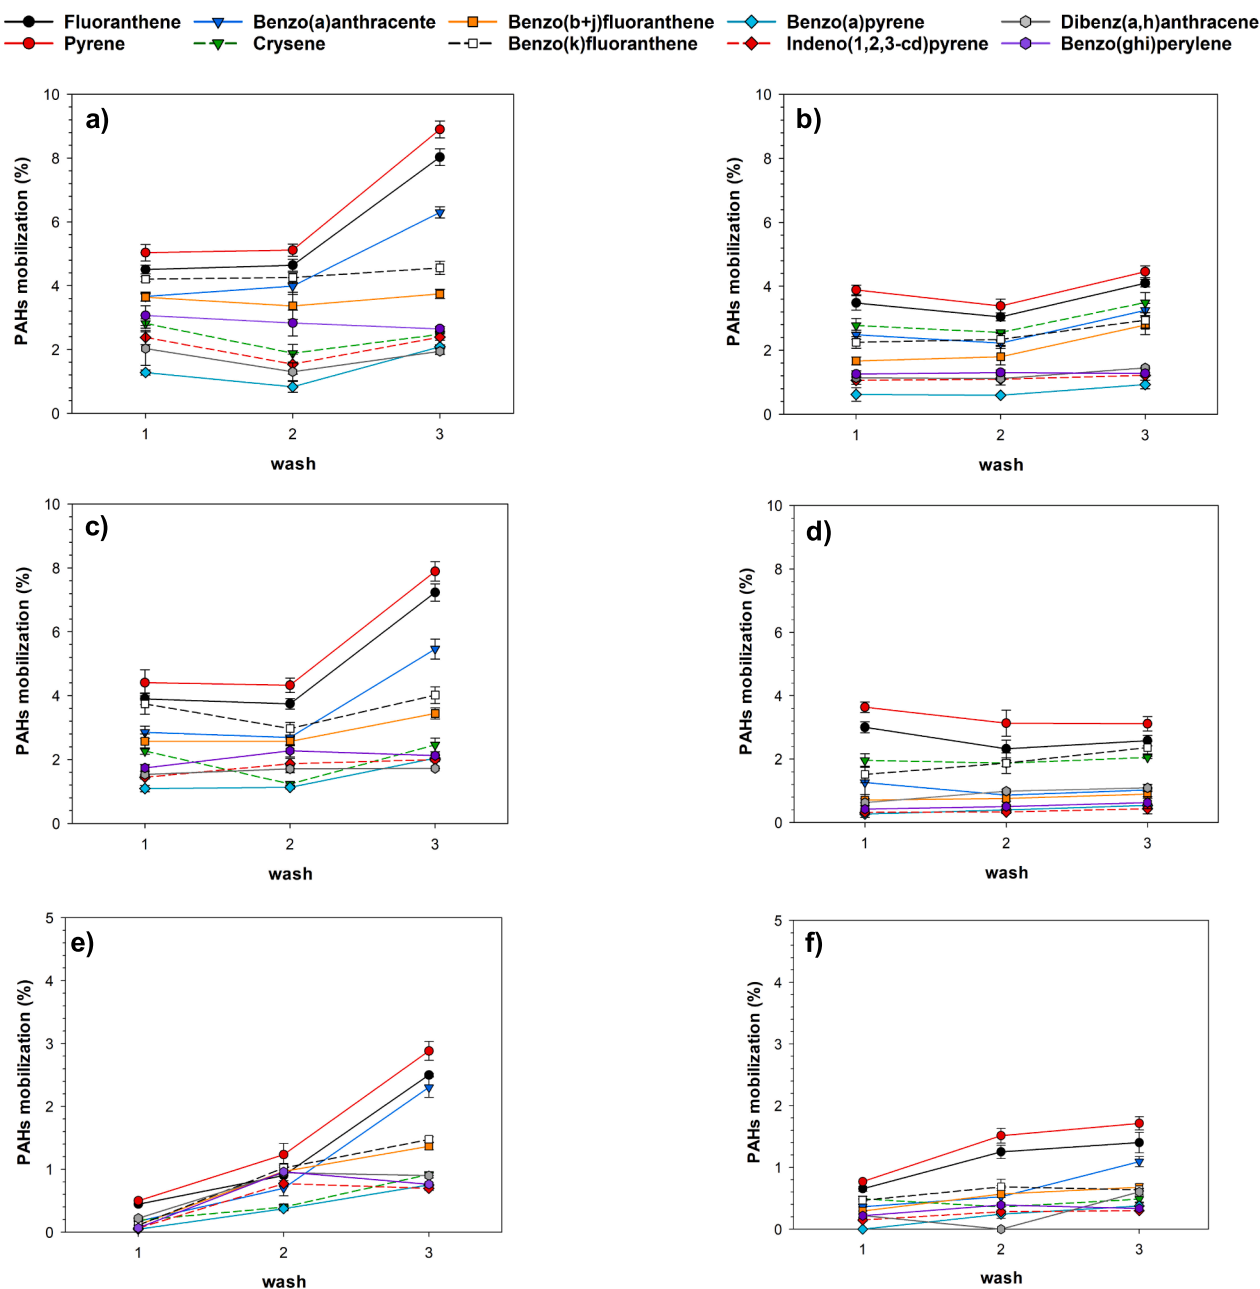 Fluoranthene Benzo(a)anthracente Benzo(b+j)fluoranthene Benzo(a)pyrene Dibenz(a,h)anthracene
Pyrene Crysene Benzo(k)fluoranthene Indeno(1,2,3-cd)pyrene Benzo(ghi)perylene
a)
PAHs mobilization (%)
10
8
6
4
2
0
1 2 3
wash
b)
PAHs mobilization (%)
10
8
6
4
2
0
1 2 3
wash
c)
PAHs mobilization (%)
10
8
6
4
2
0
1 2 3
wash
d)
PAHs mobilization (%)
10
8
6
4
2
0
1 2 3
wash
e)
PAHs mobilization (%)
5
4
3
2
1
0
1 2 3
wash
f)
PAHs mobilization (%)
5
4
3
2
1
0
1 2 3
wash